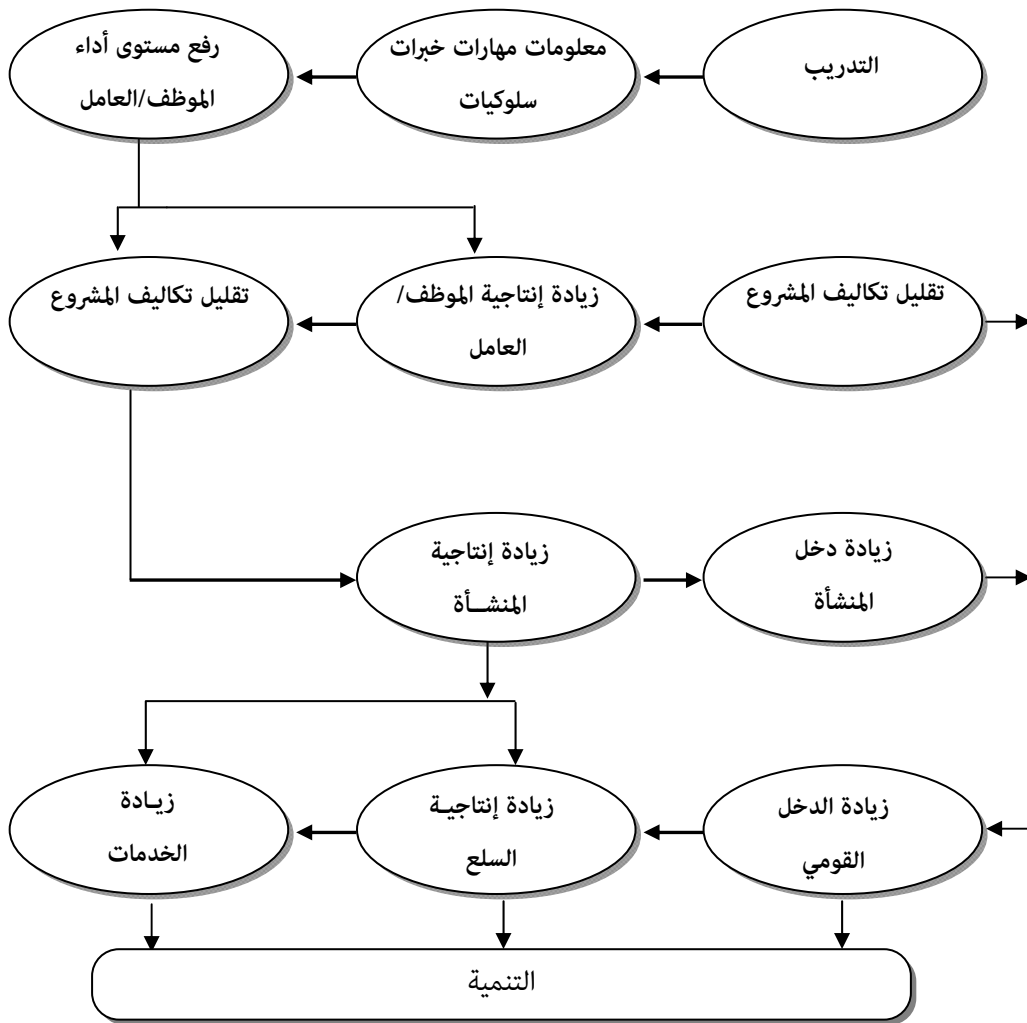 التدريب
معلومات مهارات خبرات
سلوكيات
رفع مستوى أداء
الموظف/العامل
تقليل تكاليف المشروع
زيادة إنتاجية الموظف/
العامل
تقليل تكاليف المشروع
زيادة إنتاجية
المنشــأة
زيادة دخل
المنشأة
زيادة الدخل
القومي
زيادة إنتاجيـة
السلع
زيـادة
الخدمات
التنمية